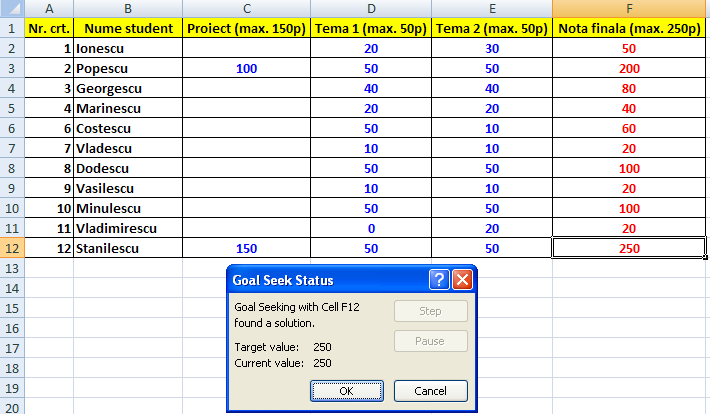 A B C D E F
1 Nr. crt. Nume student Proiect (max. 150p) Tema 1 (max. 50p) Tema 2 (max. 50p) Nota finala (max. 250p)
2 1 Ionescu 20 30 50
3 2 Popescu 100 50 50 200
4 3 Georgescu 40 40 80
5 4 Marinescu 20 20 40
6 6 Costescu 50 10 60
7 7 Vladescu 10 10 20
8 8 Dodescu 50 50 100
9 9 Vasilescu 10 10 20
10 10 Minulescu 50 50 100
11 11 Vladimirescu 0 20 20
12 12 Stanilescu 150 50 50 250
13
14
15
16
17
18
19
20
Goal Seek Status
Goal Seeking with Cell F12
found a solution.
Target value: 250
Current value: 250
Step
Pause
OK Cancel